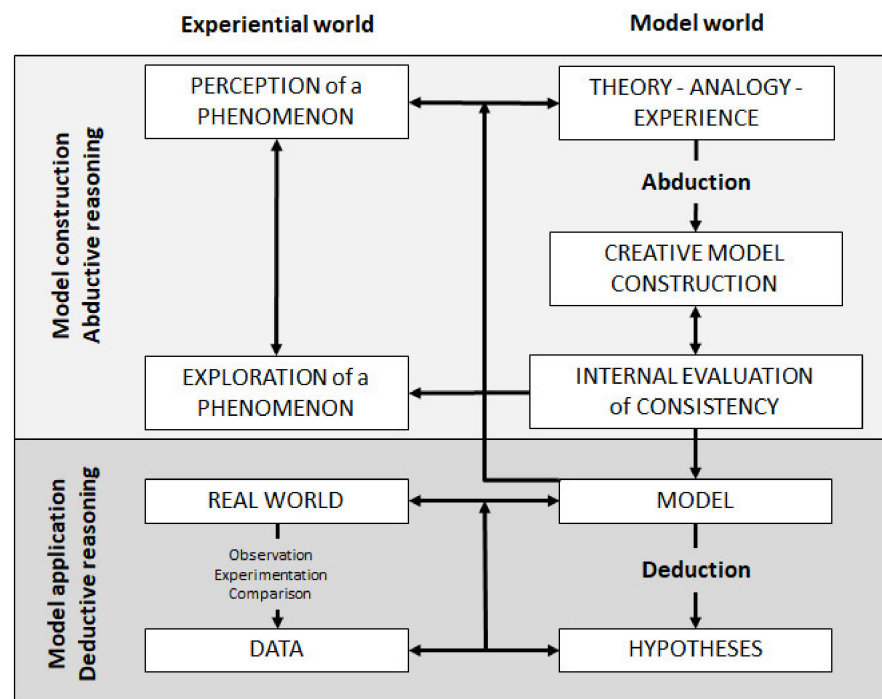 Experiential world
Model world
Model construction
Abductive reasoning
PERCEPTION of a
PHENOMENON
THEORY - ANALOGY -
EXPERIENCE
Abduction
CREATIVE MODEL
CONSTRUCTION
EXPLORATION of a
PHENOMENON
INTERNAL EVALUATION
of CONSISTENCY
Model application
Deductive reasoning
REAL WORLD
MODEL
Observation
Experimentation
Comparison
Deduction
DATA
HYPOTHESES